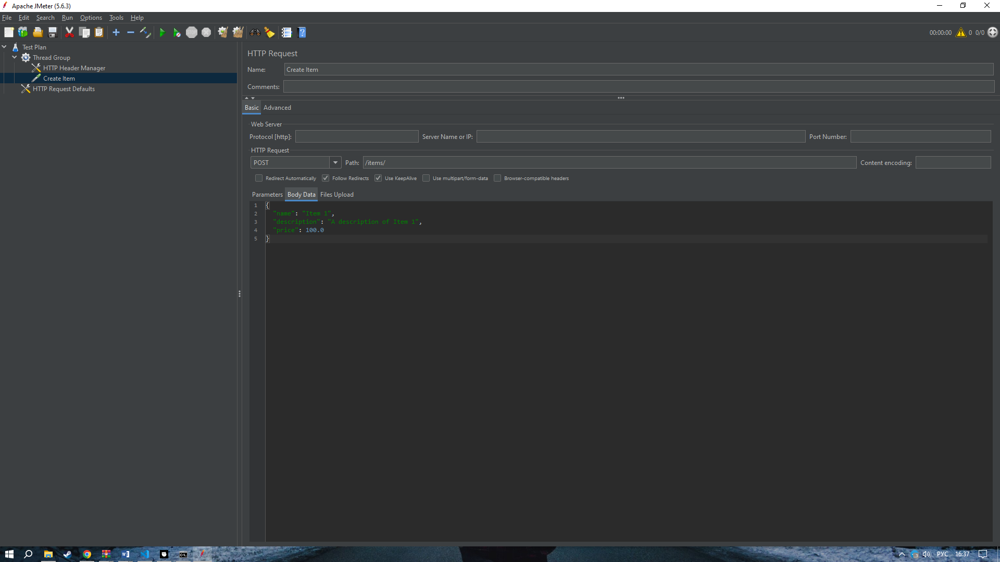 Apache JMeter (5.6.3)
File Edit Search Run Options Tools Help
00:00:00 0 0/0
Test Plan
Thread Group
HTTP Header Manager
Create Item
HTTP Request Defaults
HTTP Request
Name: Create Item
Comments:
Basic Advanced
Web Server
Protocol [http]: Server Name or IP: Port Number:
HTTP Request
POST Path: /items/ Content encoding:
Redirect Automatically Follow Redirects Use KeepAlive Use multipart/form-data Browser-compatible headers
Parameters Body Data Files Upload
1 {
2 "name": "Item 1",
3 "description": "A description of Item 1",
4 "price": 100.0
5 }
РУС 16:37